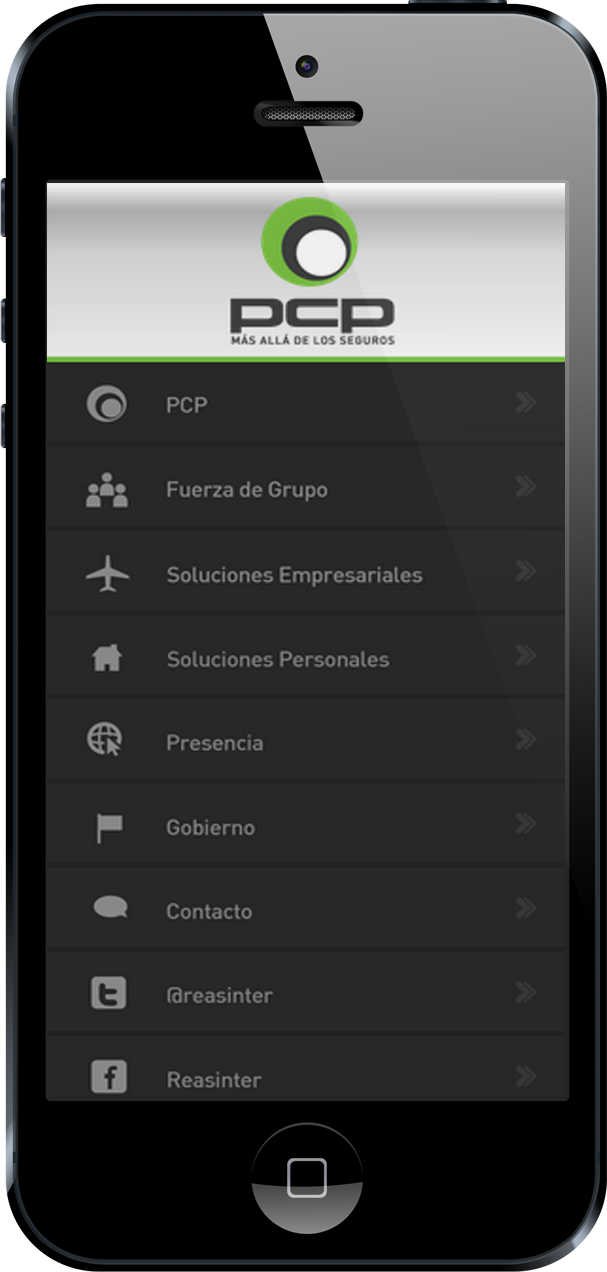 PCP
MÁS ALLÁ DE LOS SEGUROS
PCP
Fuerza de Grupo
Soluciones Empresariales
Soluciones Personales
Presencia
Gobierno
Contacto
@reasinter
Reasinter